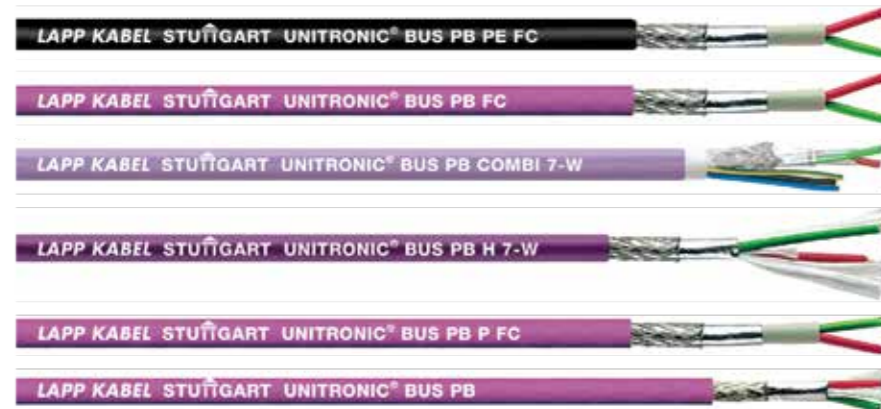 LAPP KABEL STUTTGART UNITRONIC® BUS PB PE FC
LAPP KABEL STUTTGART UNITRONIC® BUS PB FC
LAPP KABEL STUTTGART UNITRONIC® BUS PB COMBI 7-W
LAPP KABEL STUTTGART UNITRONIC® BUS PB H 7-W
LAPP KABEL STUTTGART UNITRONIC® BUS PB P FC
LAPP KABEL STUTTGART UNITRONIC® BUS PB